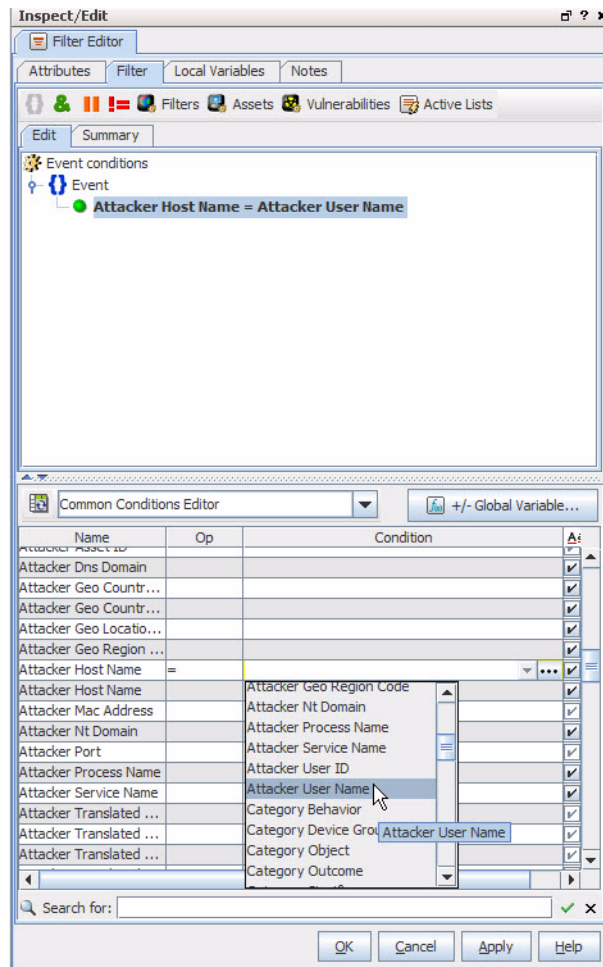 Inspect/Edit
Filter Editor
Attributes Filter Local Variables Notes
Filters Assets Vulnerabilities Active Lists
Edit Summary
Event conditions
Event
Attacker Host Name = Attacker User Name
Common Conditions Editor +/- Global Variable...
Name Op Condition
Attacker Asset ID
Attacker Dns Domain
Attacker Geo Countr...
Attacker Geo Countr...
Attacker Geo Locatio...
Attacker Geo Region ...
Attacker Host Name =
Attacker Host Name Attacker Geo Region Code
Attacker Mac Address Attacker Nt Domain
Attacker Nt Domain Attacker Process Name
Attacker Port Attacker Service Name
Attacker Process Name Attacker User ID
Attacker Service Name Attacker User Name
Attacker Translated ... Category Behavior
Attacker Translated ... Category Device Grou Attacker User Name
Attacker Translated ... Category Object
Category Outcome
Search for:
OK Cancel Apply Help